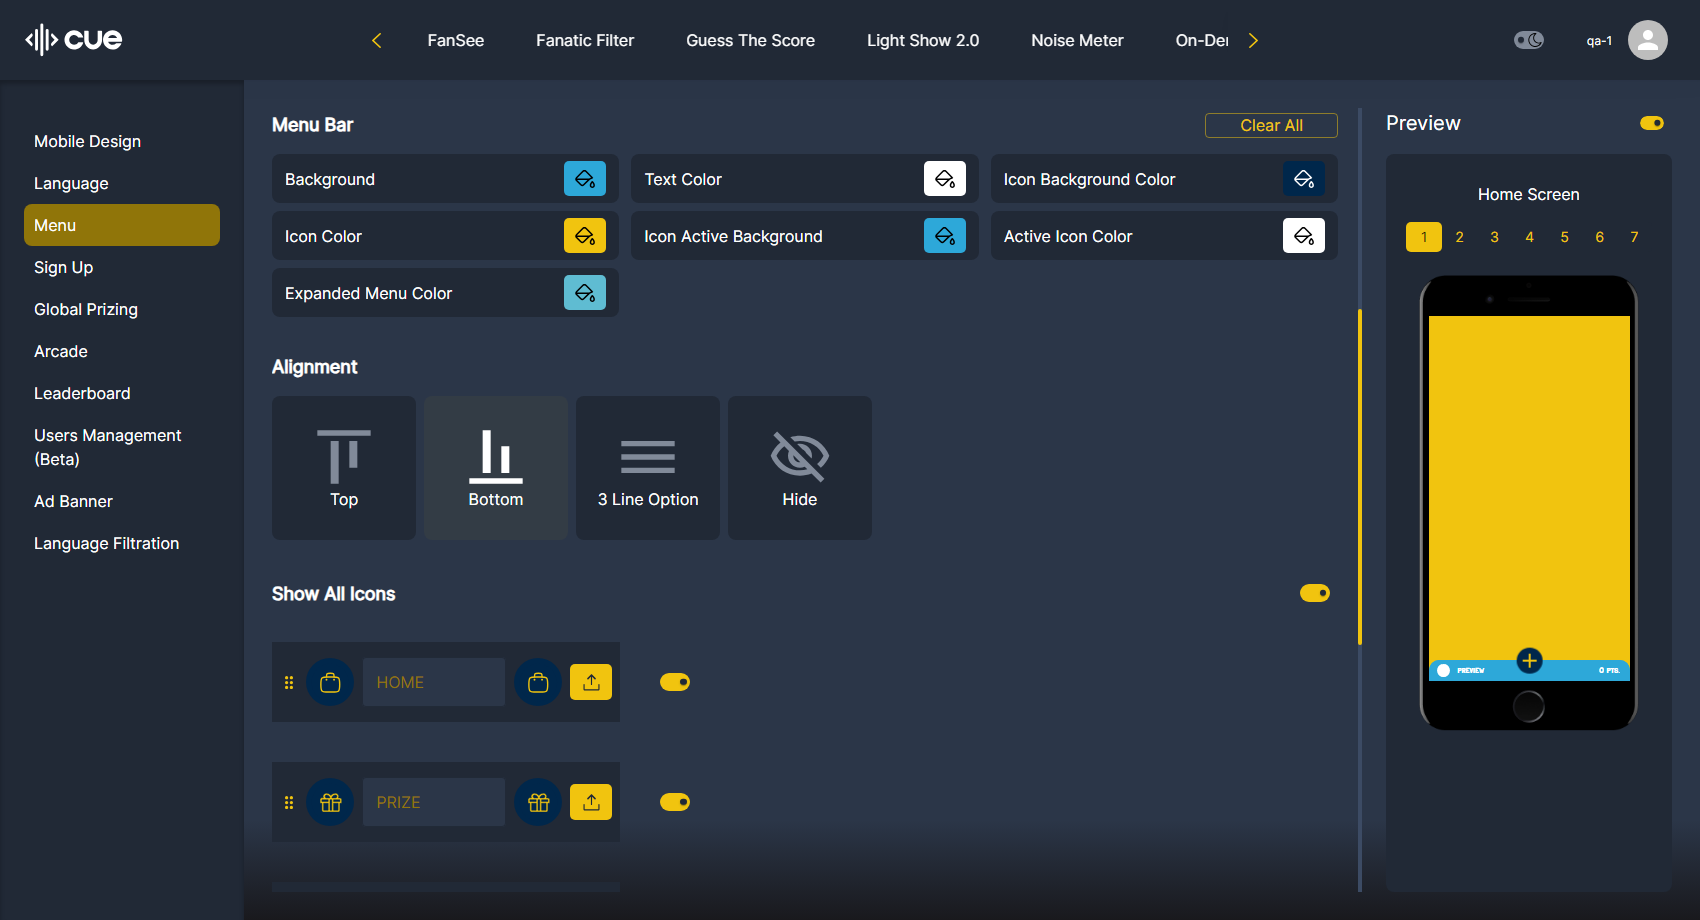 cue
FanSee
Fanatic Filter
Guess The Score
Light Show 2.0
Noise Meter
On-Der
qa-1
Mobile Design
Language
Menu
Sign Up
Global Prizing
Arcade
Leaderboard
Users Management
(Beta)
Ad Banner
Language Filtration
Menu Bar
Clear All
Background
Text Color
Icon Background Color
Icon Color
Icon Active Background
Active Icon Color
Expanded Menu Color
Alignment
Top
Bottom
3 Line Option
Hide
Show All Icons
HOME
PRIZE
Preview
Home Screen
1 2 3 4 5 6 7
PREVIEW
0 PTS.